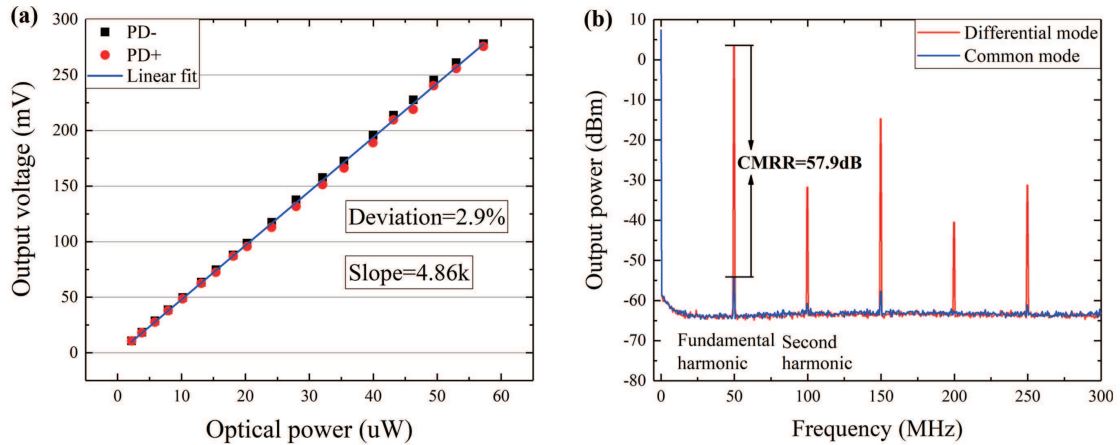 (a)
300
250
200
150
100
50
0
Output voltage (mV)
PD-
PD+
Linear fit
Deviation=2.9%
Slope=4.86k
0 10 20 30 40 50 60
Optical power (uW)
(b)
0
-10
-20
-30
-40
-50
-60
-70
-80
Output power (dBm)
Differential mode
Common mode
CMRR=57.9dB
Fundamental
harmonic
Second
harmonic
0 50 100 150 200 250 300
Frequency (MHz)